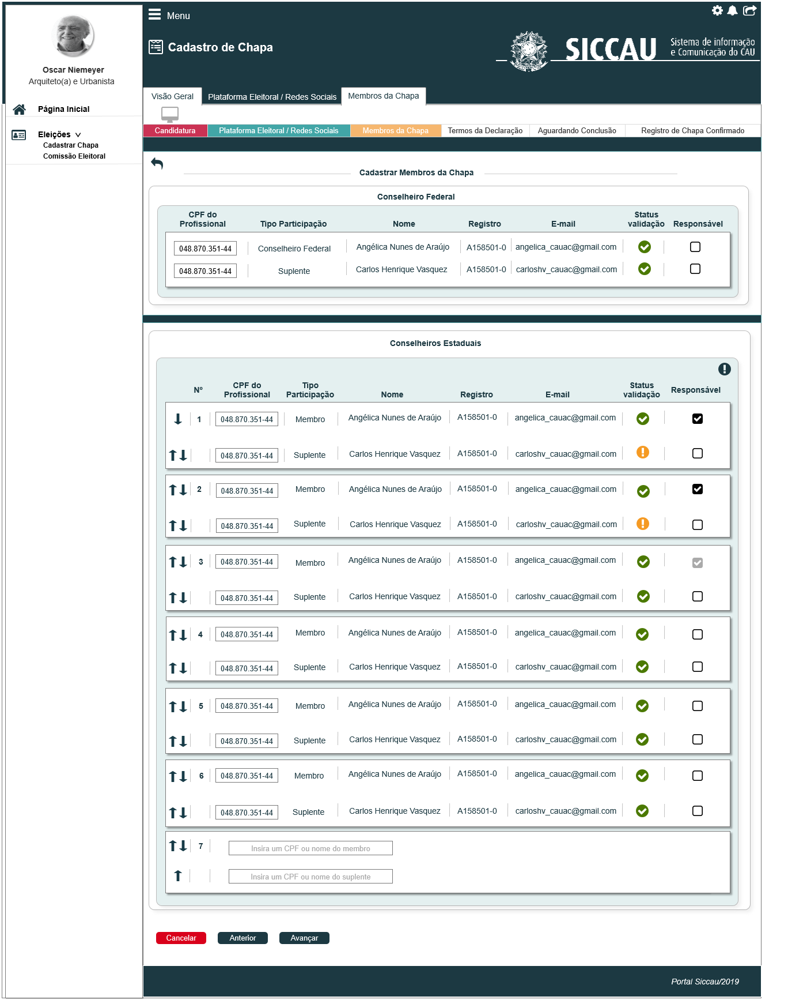 Menu
Cadastro de Chapa
SICCAU
Sistema de informação
e Comunicação do CAU
Oscar Niemeyer
Arquiteto(a) e Urbanista
Página Inicial
Eleições
Cadastrar Chapa
Comissão Eleitoral
Visão Geral Plataforma Eleitoral / Redes Sociais Membros da Chapa
Candidatura Plataforma Eleitoral / Redes Sociais Membros da Chapa Termos da Declaração Aguardando Conclusão Registro de Chapa Confirmado
Cadastrar Membros da Chapa
Conselheiro Federal
CPF do Profissional Tipo Participação Nome Registro E-mail Status validação Responsável
048.870.351-44 Conselheiro Federal Angélica Nunes de Araújo A158501-0 angelica_cauac@gmail.com
048.870.351-44 Suplente Carlos Henrique Vasquez A158501-0 carloshv_cauac@gmail.com
Conselheiros Estaduais
Nº CPF do Profissional Tipo Participação Nome Registro E-mail Status validação Responsável
1 048.870.351-44 Membro Angélica Nunes de Araújo A158501-0 angelica_cauac@gmail.com
048.870.351-44 Suplente Carlos Henrique Vasquez A158501-0 carloshv_cauac@gmail.com
2 048.870.351-44 Membro Angélica Nunes de Araújo A158501-0 angelica_cauac@gmail.com
048.870.351-44 Suplente Carlos Henrique Vasquez A158501-0 carloshv_cauac@gmail.com
3 048.870.351-44 Membro Angélica Nunes de Araújo A158501-0 angelica_cauac@gmail.com
048.870.351-44 Suplente Carlos Henrique Vasquez A158501-0 carloshv_cauac@gmail.com
4 048.870.351-44 Membro Angélica Nunes de Araújo A158501-0 angelica_cauac@gmail.com
048.870.351-44 Suplente Carlos Henrique Vasquez A158501-0 carloshv_cauac@gmail.com
5 048.870.351-44 Membro Angélica Nunes de Araújo A158501-0 angelica_cauac@gmail.com
048.870.351-44 Suplente Carlos Henrique Vasquez A158501-0 carloshv_cauac@gmail.com
6 048.870.351-44 Membro Angélica Nunes de Araújo A158501-0 angelica_cauac@gmail.com
048.870.351-44 Suplente Carlos Henrique Vasquez A158501-0 carloshv_cauac@gmail.com
7 Insira um CPF ou nome do membro
Insira um CPF ou nome do suplente
Cancelar Anterior Avançar
Portal Siccau/2019